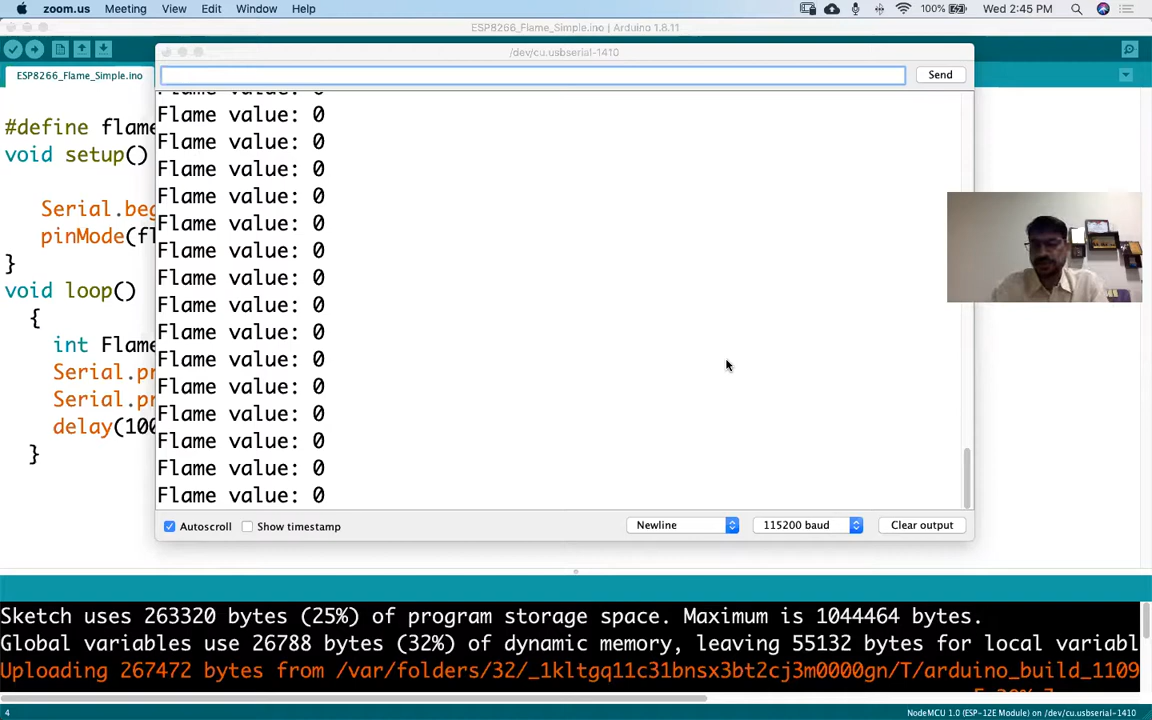 zoom.us Meeting View Edit Window Help 100% Wed 2:45 PM
ESP8266_Flame_Simple.ino | Arduino 1.8.11
/dev/cu.usbserial-1410
ESP8266_Flame_Simple.ino
Send
Flame value: 0
#define flame
Flame value: 0
Flame value: 0
void setup()
Flame value: 0
Flame value: 0
Serial.beg
Flame value: 0
pinMode(fl
Flame value: 0
}
Flame value: 0
void loop()
Flame value: 0
{
Flame value: 0
int Flame
Flame value: 0
Serial.pr
Flame value: 0
Serial.pr
Flame value: 0
delay(100
Flame value: 0
}
Flame value: 0
Flame value: 0
Flame value: 0
Autoscroll Show timestamp Newline 115200 baud Clear output
Sketch uses 263320 bytes (25%) of program storage space. Maximum is 1044464 bytes.
Global variables use 26788 bytes (32%) of dynamic memory, leaving 55132 bytes for local variabl
Uploading 267472 bytes from /var/folders/32/_1kltgq11c31bnsx3bt2cj3m0000gn/T/arduino_build_1109
4 NodeMCU 1.0 (ESP-12E Module) on /dev/cu.usbserial-1410